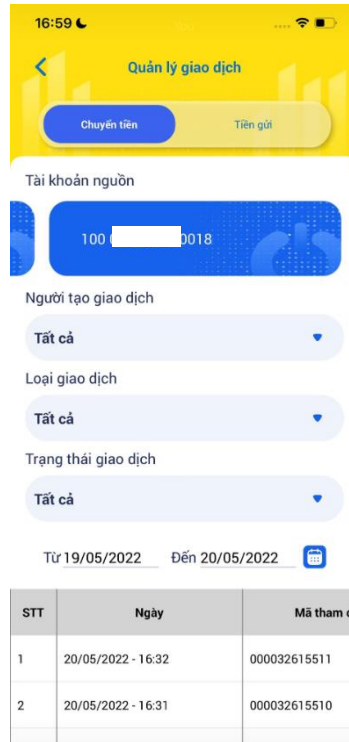 16:59
Quản lý giao dịch
Chuyển tiền
Tiền gửi
Tài khoản nguồn
100 0018
Người tạo giao dịch
Tất cả
Loại giao dịch
Tất cả
Trạng thái giao dịch
Tất cả
Từ 19/05/2022 Đến 20/05/2022
STT Ngày Mã tham
1 20/05/2022 - 16:32 000032615511
2 20/05/2022 - 16:31 000032615510